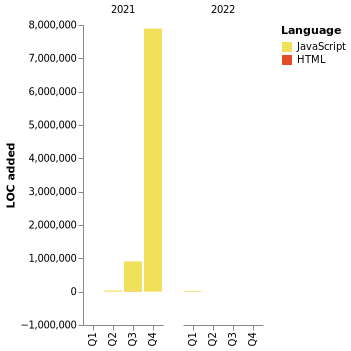 2021 2022
Language
JavaScript
HTML
LOC added
8,000,000
7,000,000
6,000,000
5,000,000
4,000,000
3,000,000
2,000,000
1,000,000
0
−1,000,000
Q1 Q2 Q3 Q4 Q1 Q2 Q3 Q4